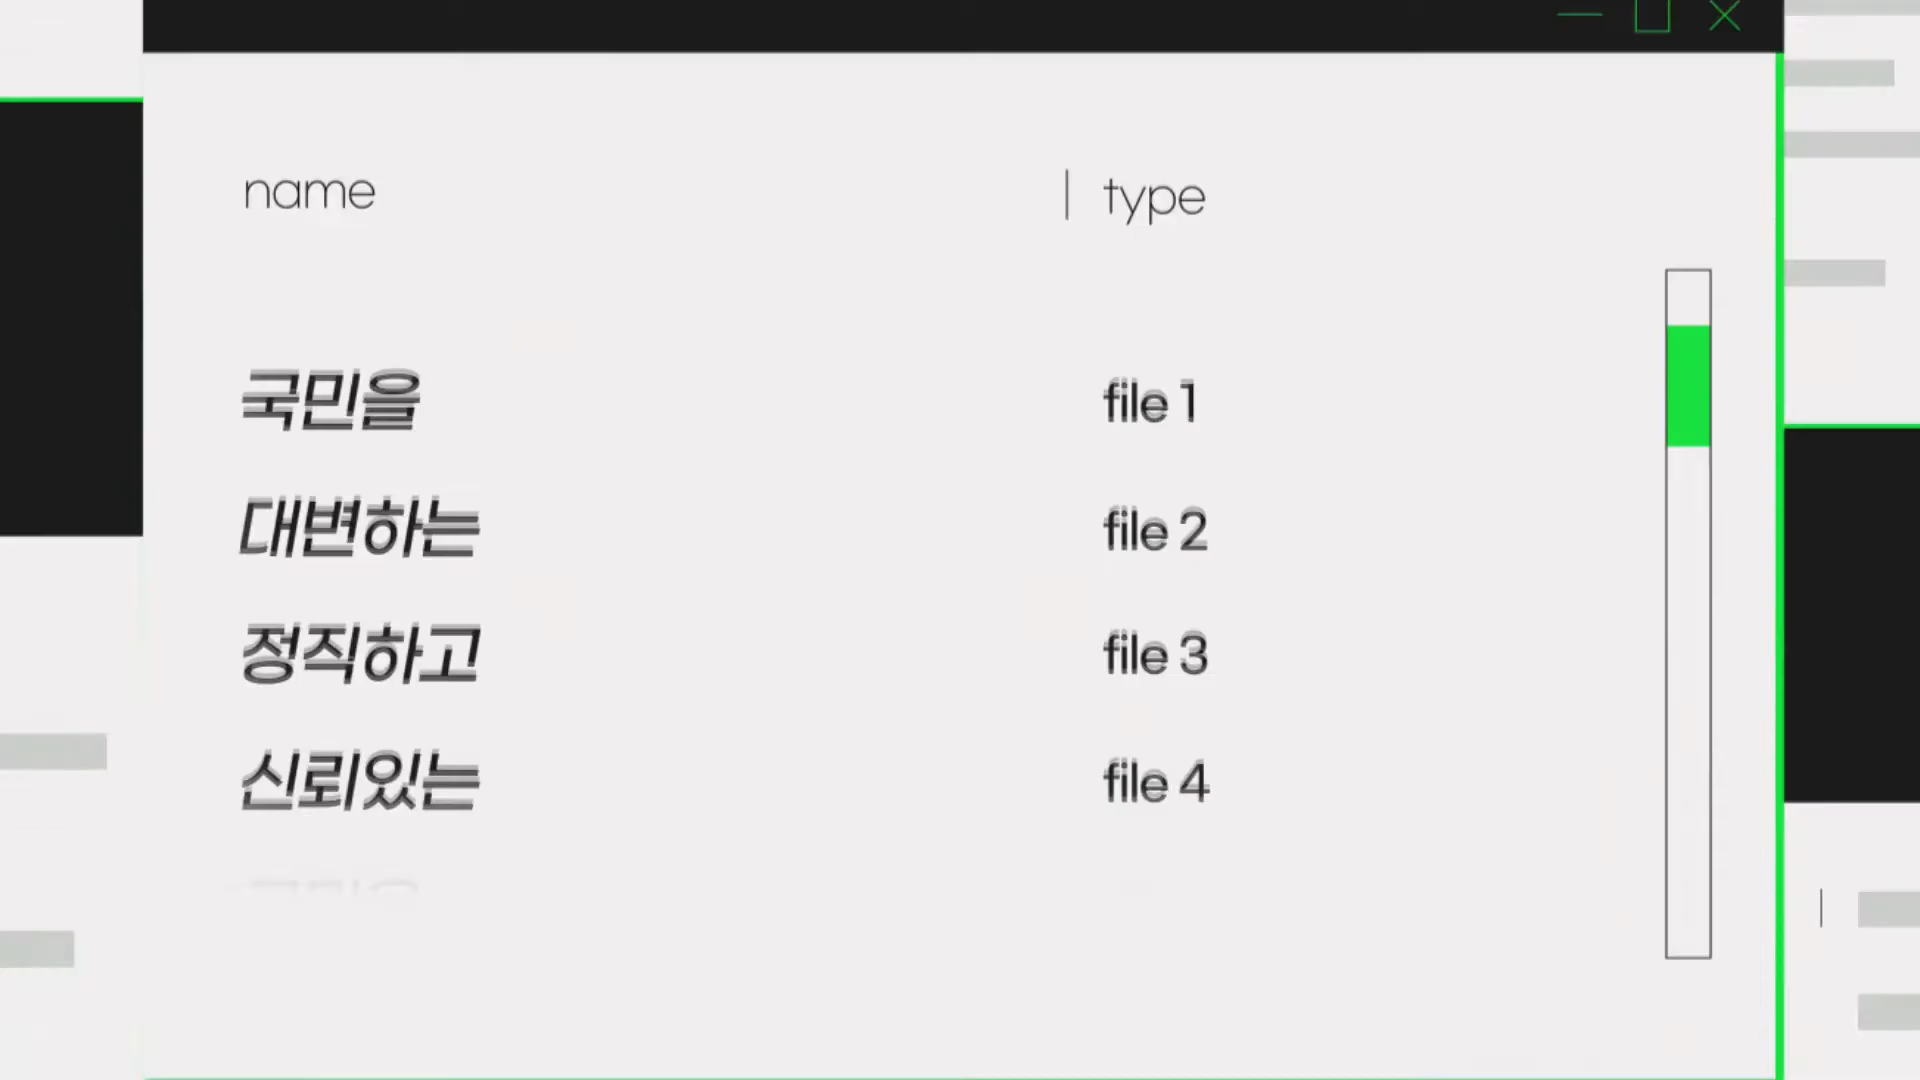 name | type
국민을 file 1
대변하는 file 2
정직하고 file 3
신뢰있는 file 4